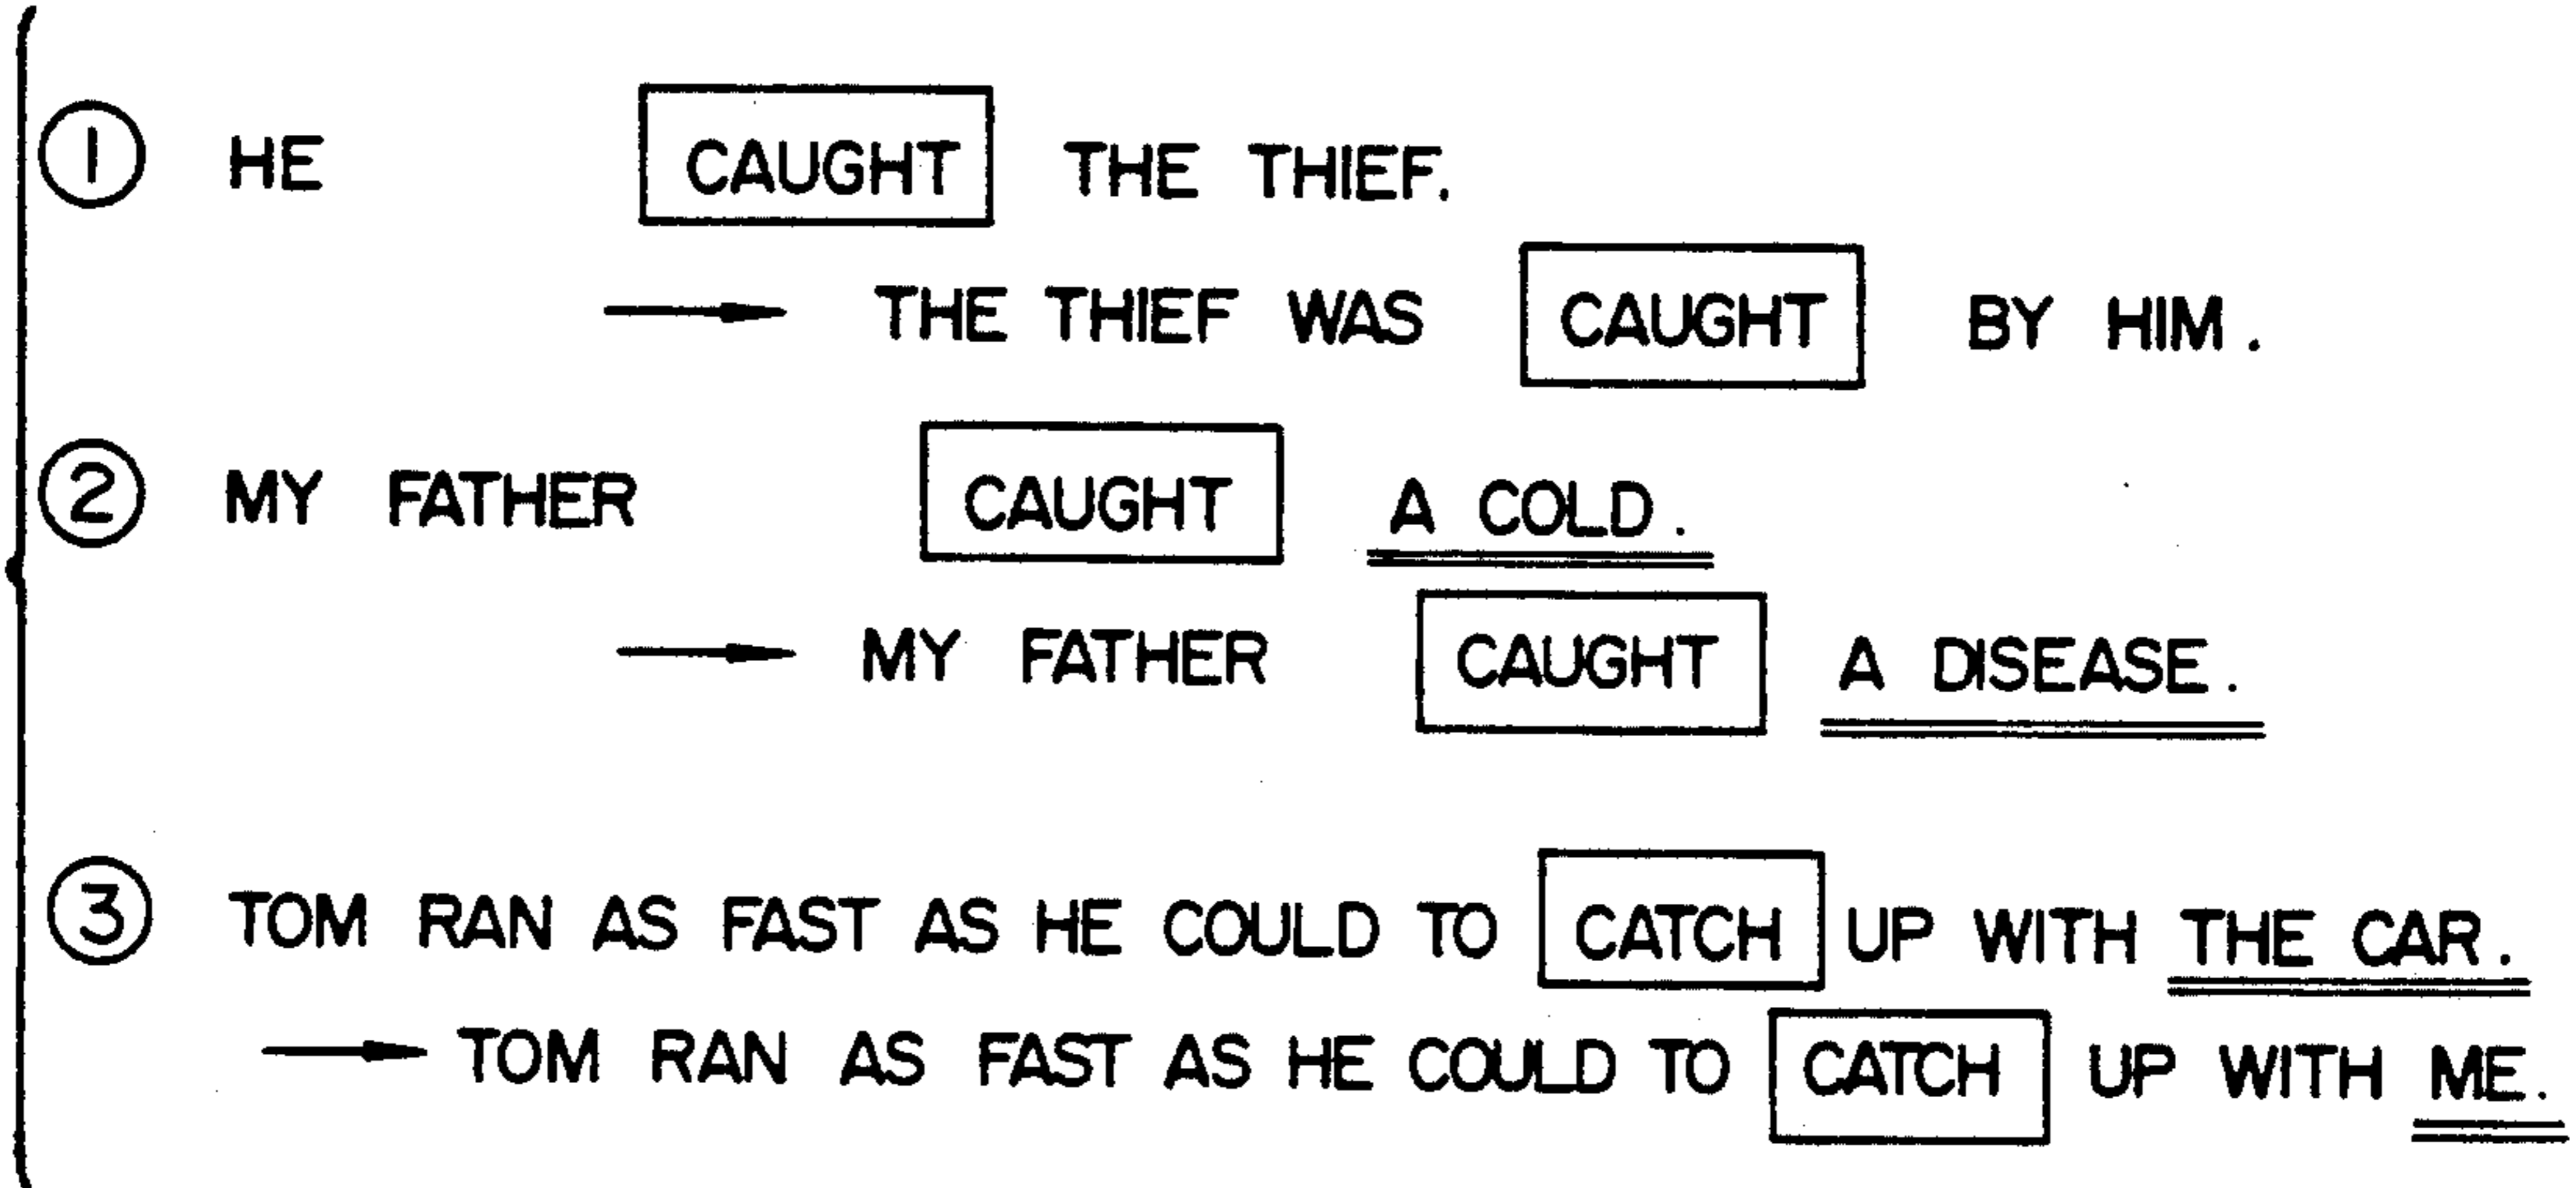 ① HE CAUGHT THE THIEF.
→ THE THIEF WAS CAUGHT BY HIM.
② MY FATHER CAUGHT A COLD.
→ MY FATHER CAUGHT A DISEASE.
③ TOM RAN AS FAST AS HE COULD TO CATCH UP WITH THE CAR.
→ TOM RAN AS FAST AS HE COULD TO CATCH UP WITH ME.